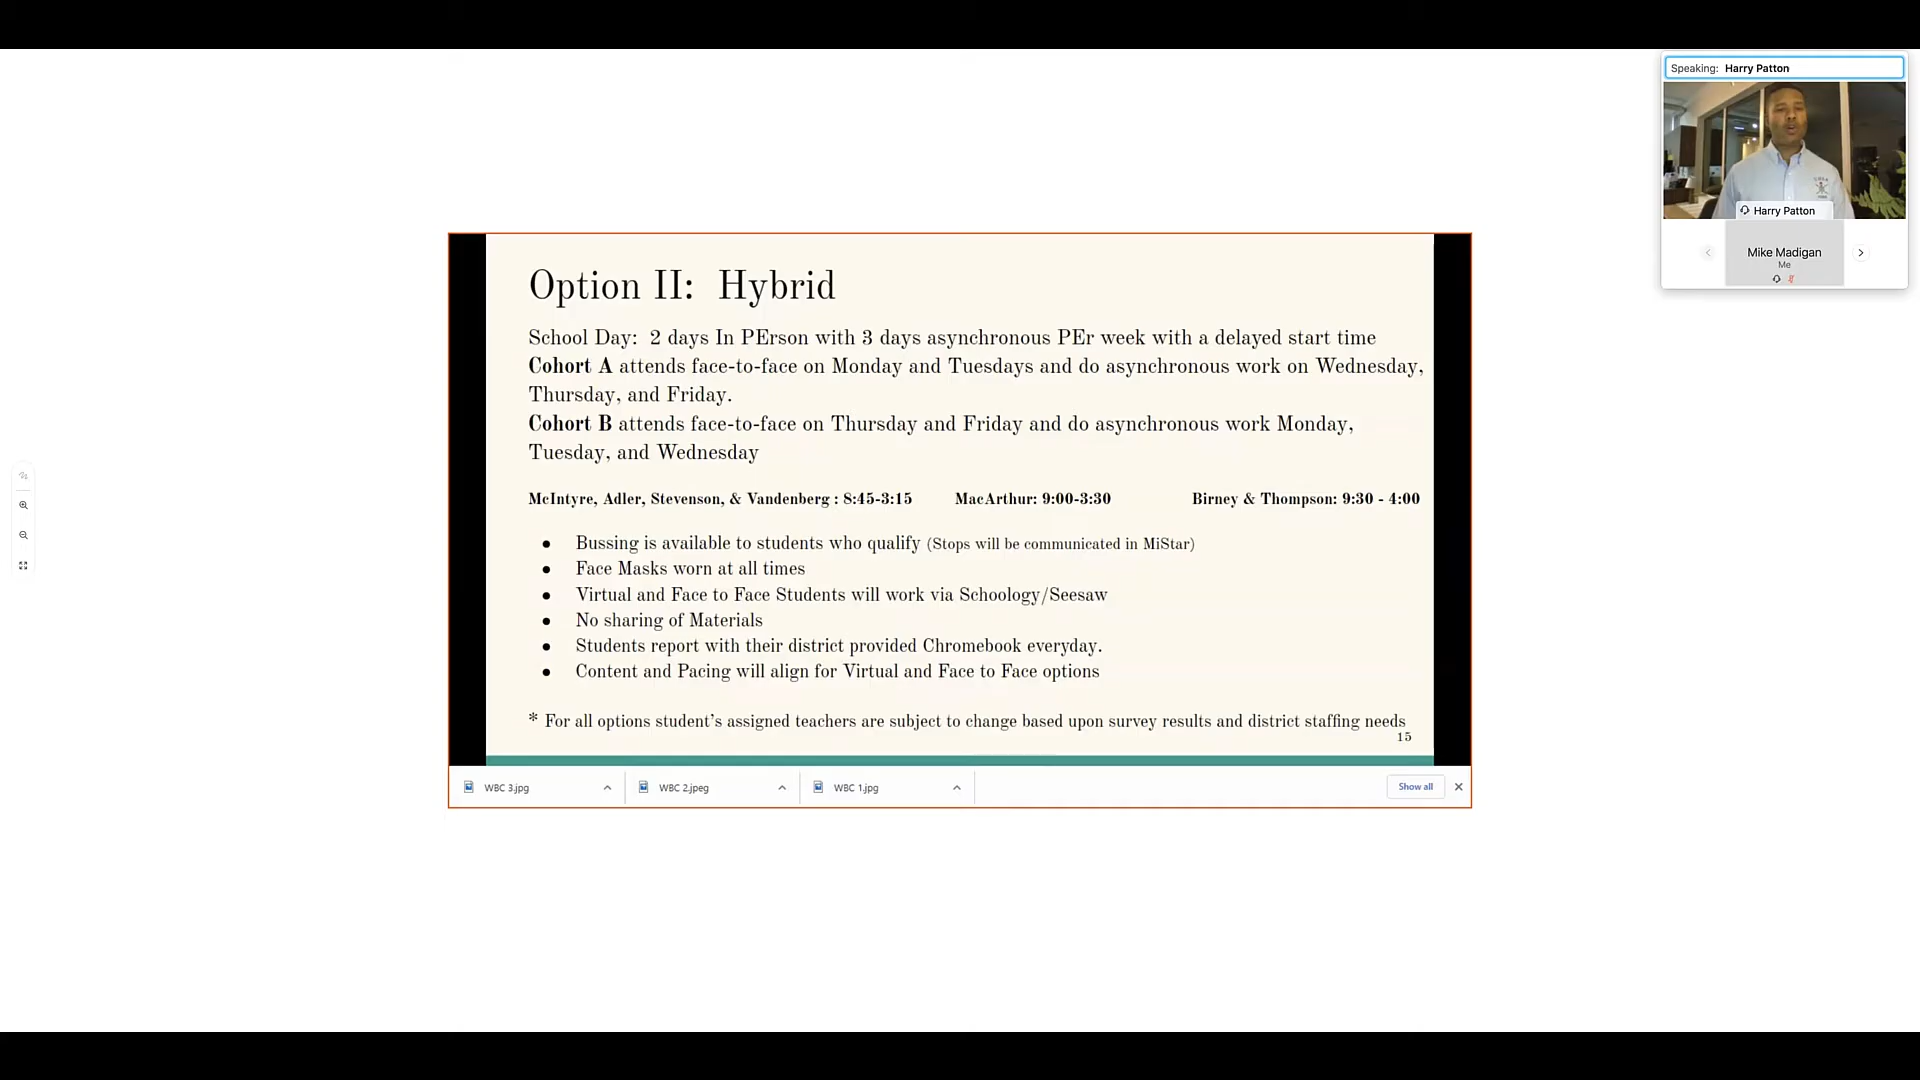 Speaking: Harry Patton
Harry Patton
Mike Madigan
Me
Option II: Hybrid
School Day: 2 days In PErson with 3 days asynchronous PEr week with a delayed start time
Cohort A attends face-to-face on Monday and Tuesdays and do asynchronous work on Wednesday,
Thursday, and Friday.
Cohort B attends face-to-face on Thursday and Friday and do asynchronous work Monday,
Tuesday, and Wednesday
McIntyre, Adler, Stevenson, & Vandenberg : 8:45-3:15 MacArthur: 9:00-3:30 Birney & Thompson: 9:30 - 4:00
● Bussing is available to students who qualify (Stops will be communicated in MiStar)
● Face Masks worn at all times
● Virtual and Face to Face Students will work via Schoology/Seesaw
● No sharing of Materials
● Students report with their district provided Chromebook everyday.
● Content and Pacing will align for Virtual and Face to Face options
* For all options student's assigned teachers are subject to change based upon survey results and district staffing needs
15
WBC 3.jpg WBC 2.jpeg WBC 1.jpg Show all